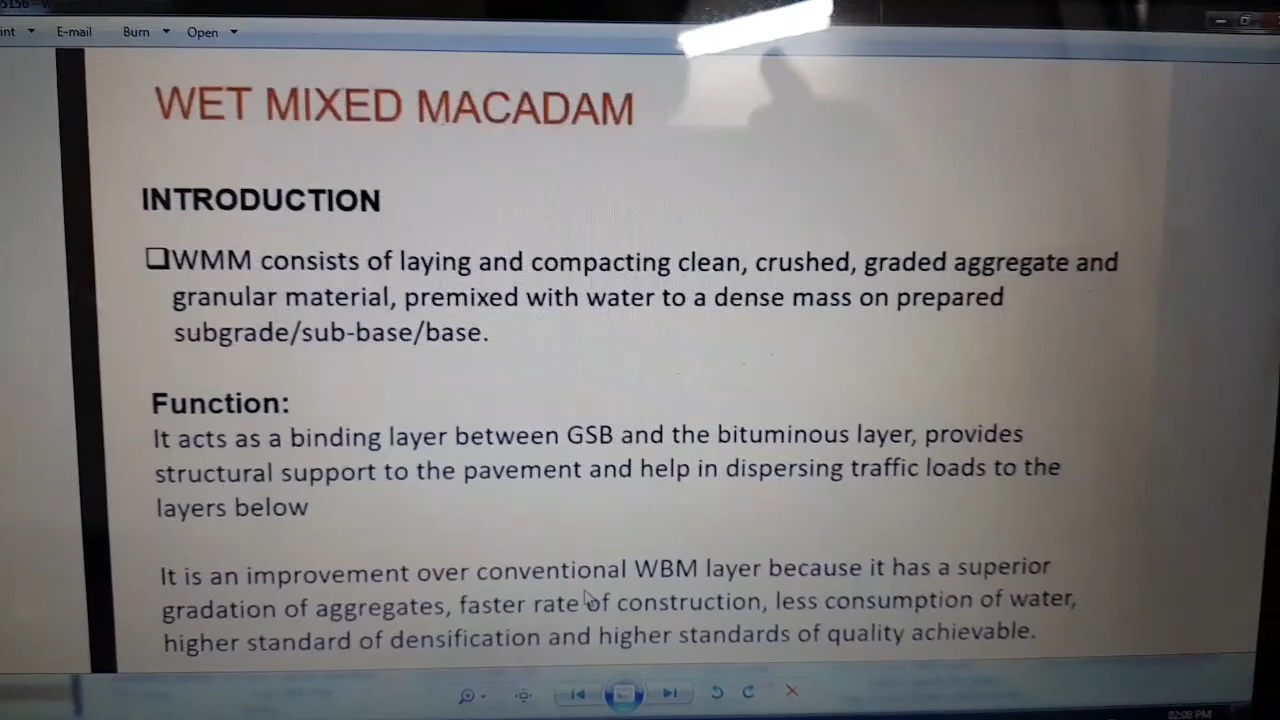 E-mail
Burn
Open
WET MIXED MACADAM
INTRODUCTION
WMM consists of laying and compacting clean, crushed, graded aggregate and
granular material, premixed with water to a dense mass on prepared
subgrade/sub-base/base.
Function:
It acts as a binding layer between GSB and the bituminous layer, provides
structural support to the pavement and help in dispersing traffic loads to the
layers below
It is an improvement over conventional WBM layer because it has a superior
gradation of aggregates, faster rate of construction, less consumption of water,
higher standard of densification and higher standards of quality achievable.
02:08 PM